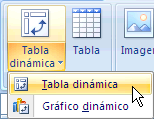 Tabla
dinámica
Tabla
Imagen
Tabla dinámica
Gráfico dinámico